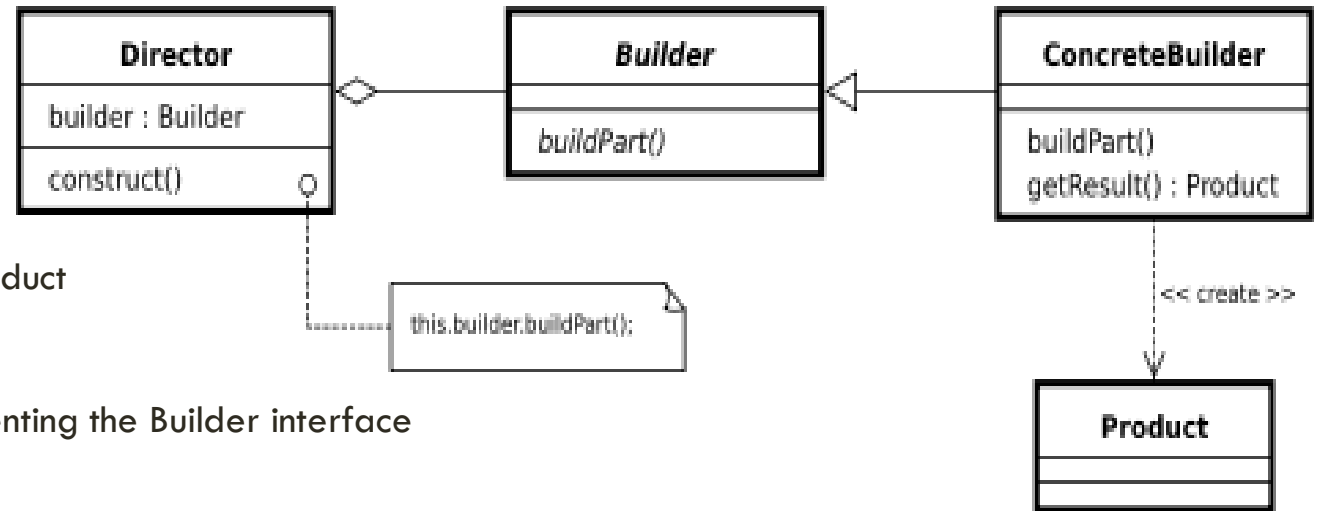 Director
builder : Builder
construct()
Builder
buildPart()
ConcreteBuilder
buildPart()
getResult() : Product
this.builder.buildPart();
<< create >>
Product
duct
nting the Builder interface